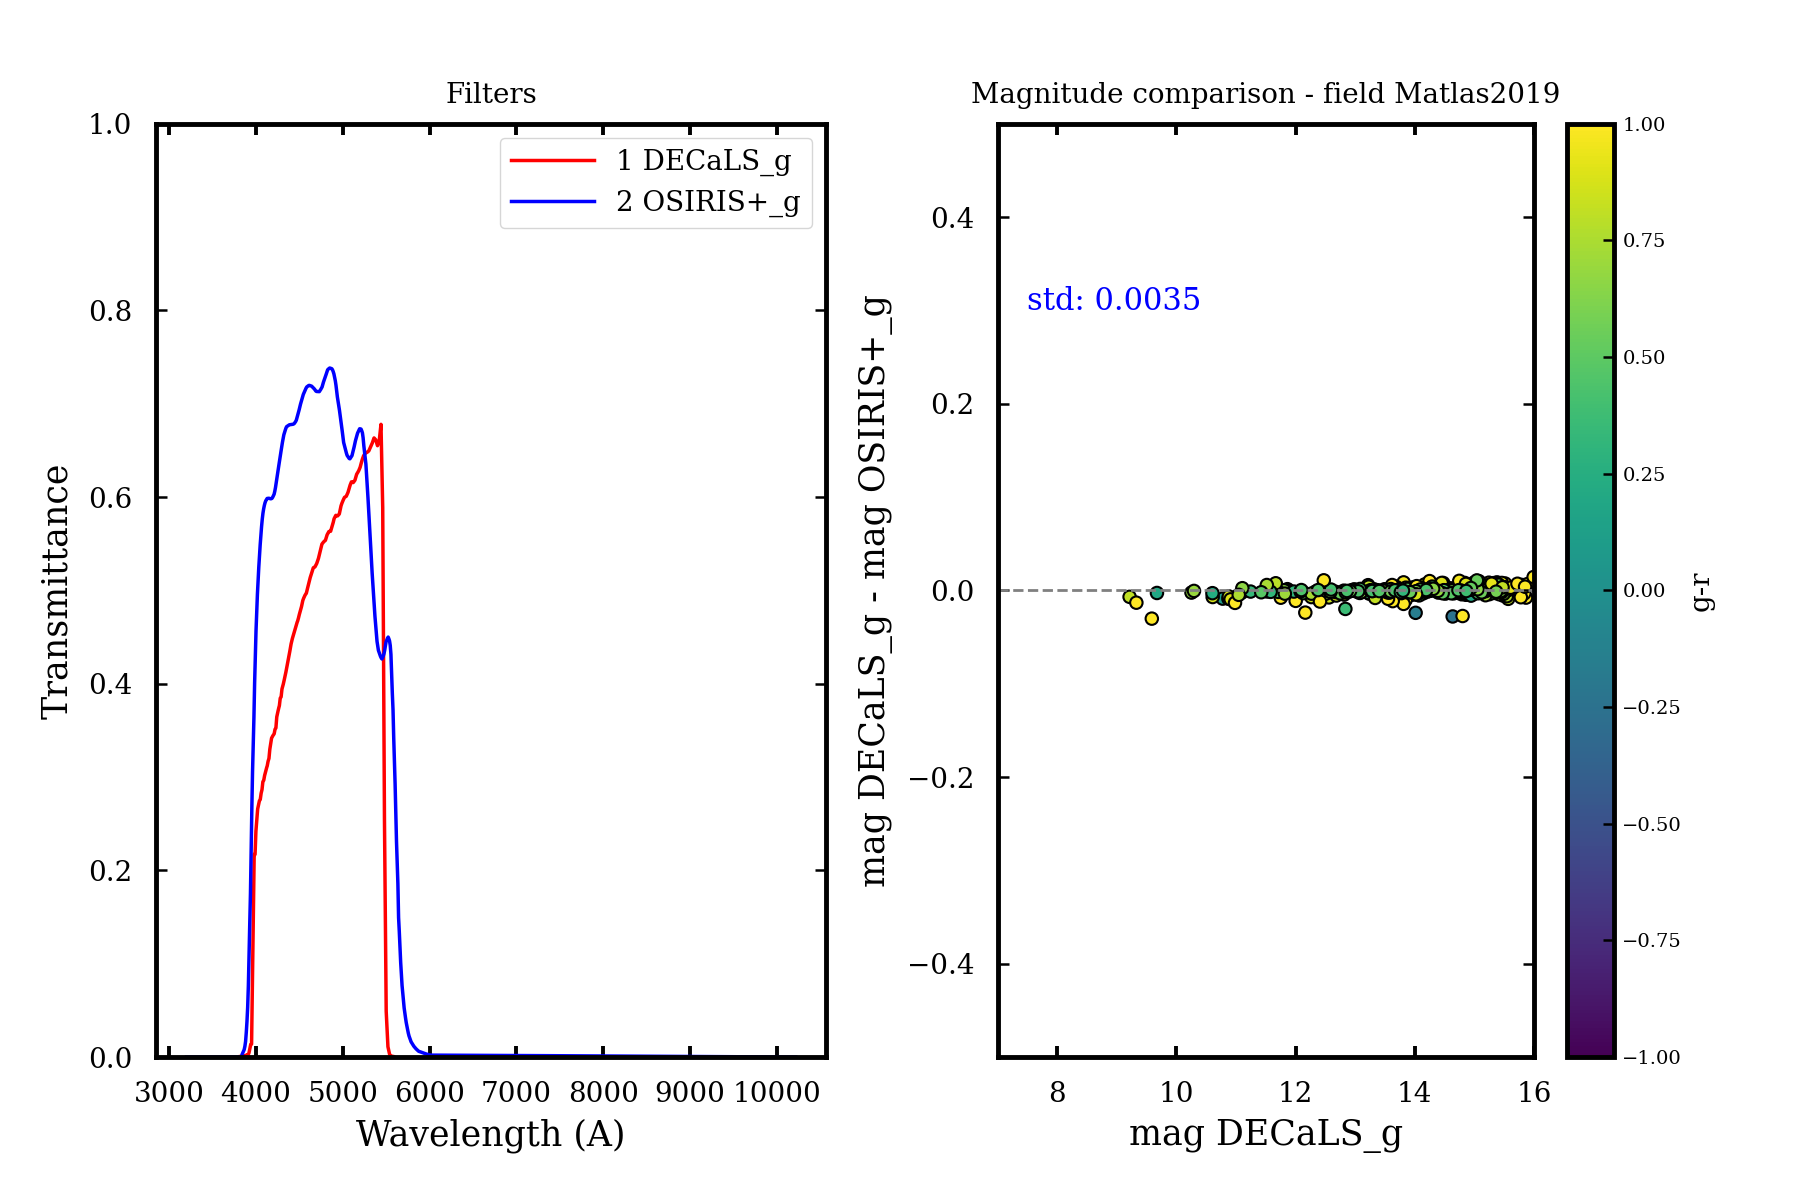 Filters
1.0
0.8
0.6
0.4
0.2
0.0
Transmittance
1 DECaLS_g
2 OSIRIS+_g
3000 4000 5000 6000 7000 8000 9000 10000
Wavelength (A)
Magnitude comparison - field Matlas2019
0.4
0.2
0.0
−0.2
−0.4
mag DECaLS_g - mag OSIRIS+_g
std: 0.0035
8 10 12 14 16
mag DECaLS_g
1.00
0.75
0.50
0.25
0.00
−0.25
−0.50
−0.75
−1.00
g-r